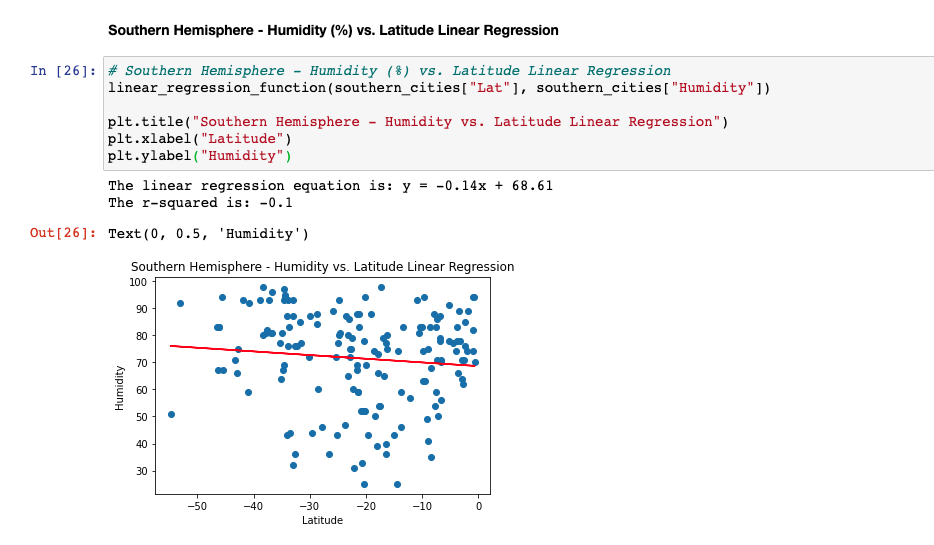 Southern Hemisphere - Humidity (%) vs. Latitude Linear Regression
In [26]: # Southern Hemisphere - Humidity (%) vs. Latitude Linear Regression
linear_regression_function(southern_cities["Lat"], southern_cities["Humidity"])
plt.title("Southern Hemisphere - Humidity vs. Latitude Linear Regression")
plt.xlabel("Latitude")
plt.ylabel("Humidity")
The linear regression equation is: y = -0.14x + 68.61
The r-squared is: -0.1
Out[26]: Text(0, 0.5, 'Humidity')
Southern Hemisphere - Humidity vs. Latitude Linear Regression
100
90
80
70
60
50
40
30
Humidity
−50 −40 −30 −20 −10 0
Latitude